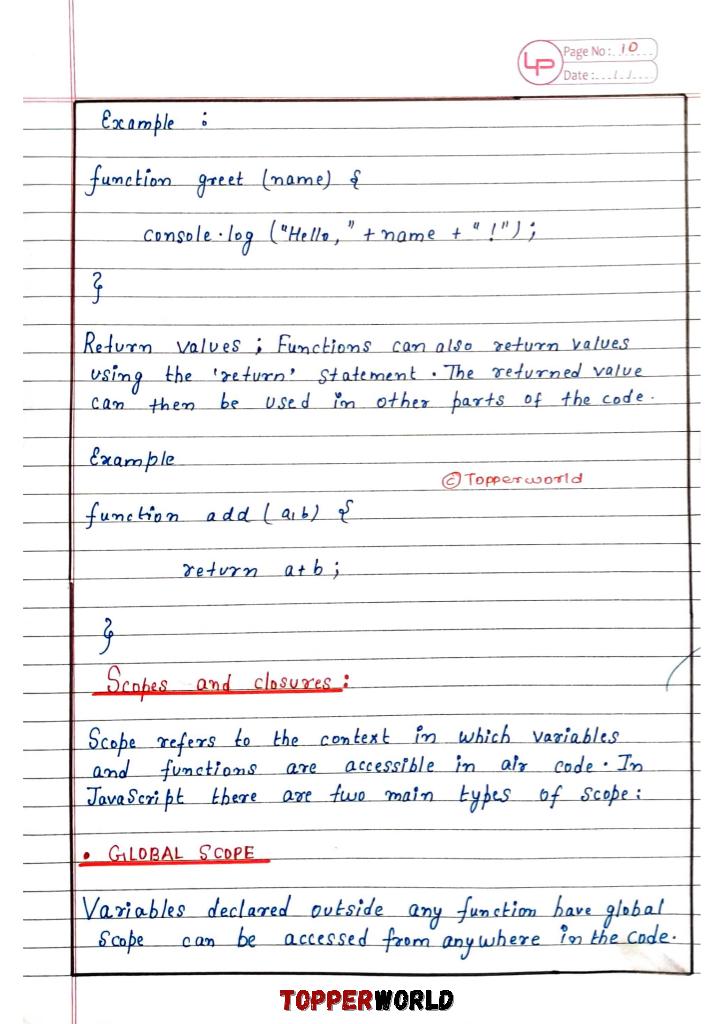 LP
Page No: 10
Date: / /
Example :
function greet (name) {
console.log ("Hello," + name + "!");
}
Return values ; Functions can also return values
using the 'return' statement. The returned value
can then be used in other parts of the code.
Example
© Topperworld
function add (a,b) {
return a+b ;
}
Scopes and closures :
Scope refers to the context in which variables
and functions are accessible in air code. In
JavaScript there are two main types of scope:
• GLOBAL SCOPE
Variables declared outside any function have global
scope can be accessed from anywhere in the code.
TOPPERWORLD